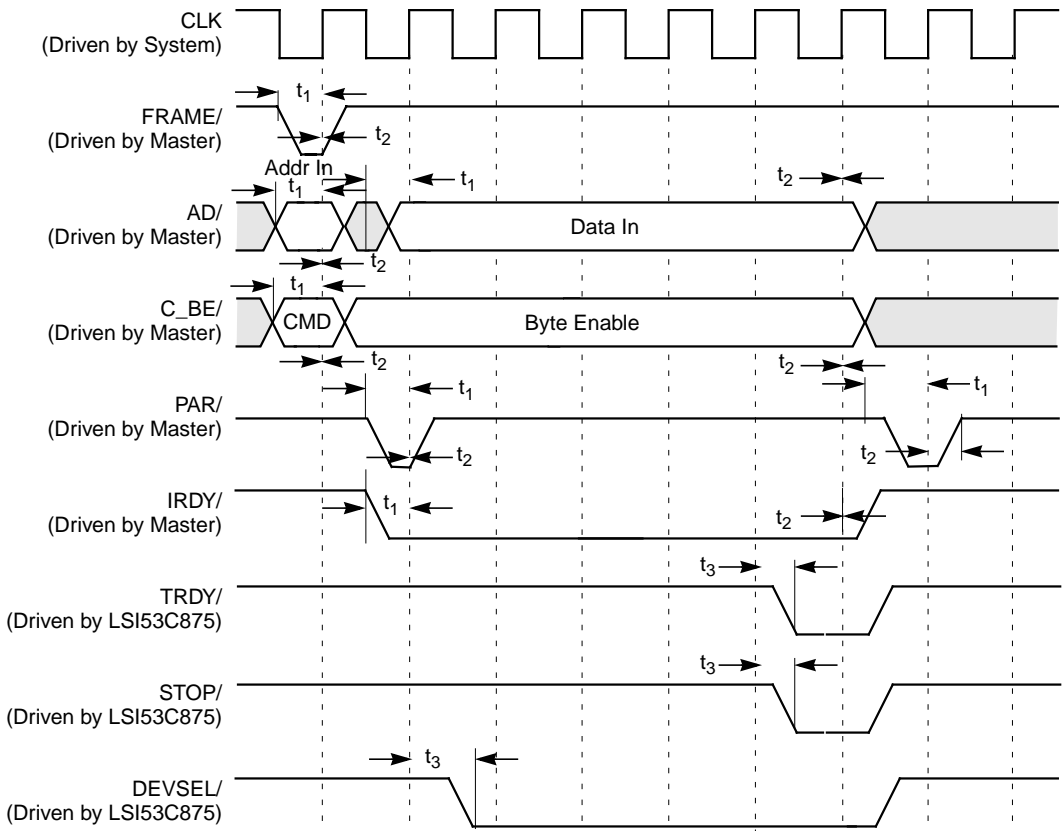 CLK
(Driven by System)
t1
FRAME/
(Driven by Master)
t2
Addr In
t1
t1
t2
AD/
(Driven by Master)
Data In
t2
t1
C_BE/
(Driven by Master)
CMD
Byte Enable
t2
t2
t1
t1
PAR/
(Driven by Master)
t2
t2
IRDY/
(Driven by Master)
t1
t2
t3
TRDY/
(Driven by LSI53C875)
t3
STOP/
(Driven by LSI53C875)
t3
DEVSEL/
(Driven by LSI53C875)